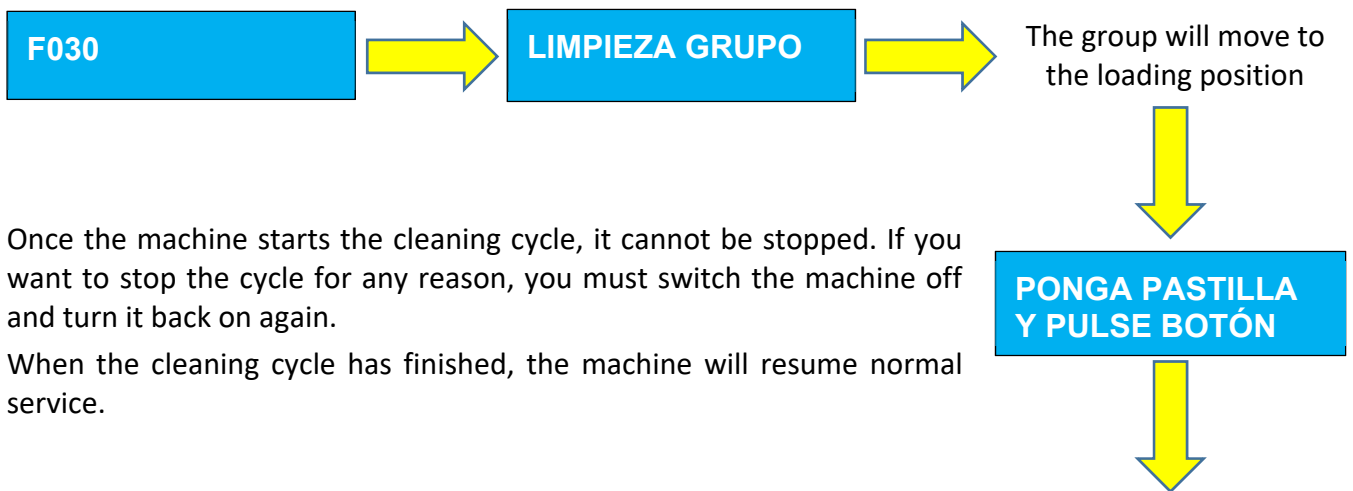 F030
LIMPIEZA GRUPO
The group will move to
the loading position
PONGA PASTILLA
Y PULSE BOTÓN
Once the machine starts the cleaning cycle, it cannot be stopped. If you
want to stop the cycle for any reason, you must switch the machine off
and turn it back on again.
When the cleaning cycle has finished, the machine will resume normal
service.